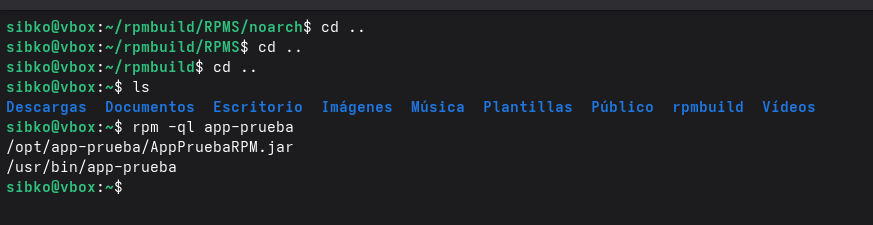 sibko@vbox:~/rpmbuild/RPMS/noarch$ cd ..
sibko@vbox:~/rpmbuild/RPMS$ cd ..
sibko@vbox:~/rpmbuild$ cd ..
sibko@vbox:~$ ls
Descargas  Documentos  Escritorio  Imágenes  Música  Plantillas  Público  rpmbuild  Vídeos
sibko@vbox:~$ rpm -ql app-prueba
/opt/app-prueba/AppPruebaRPM.jar
/usr/bin/app-prueba
sibko@vbox:~$